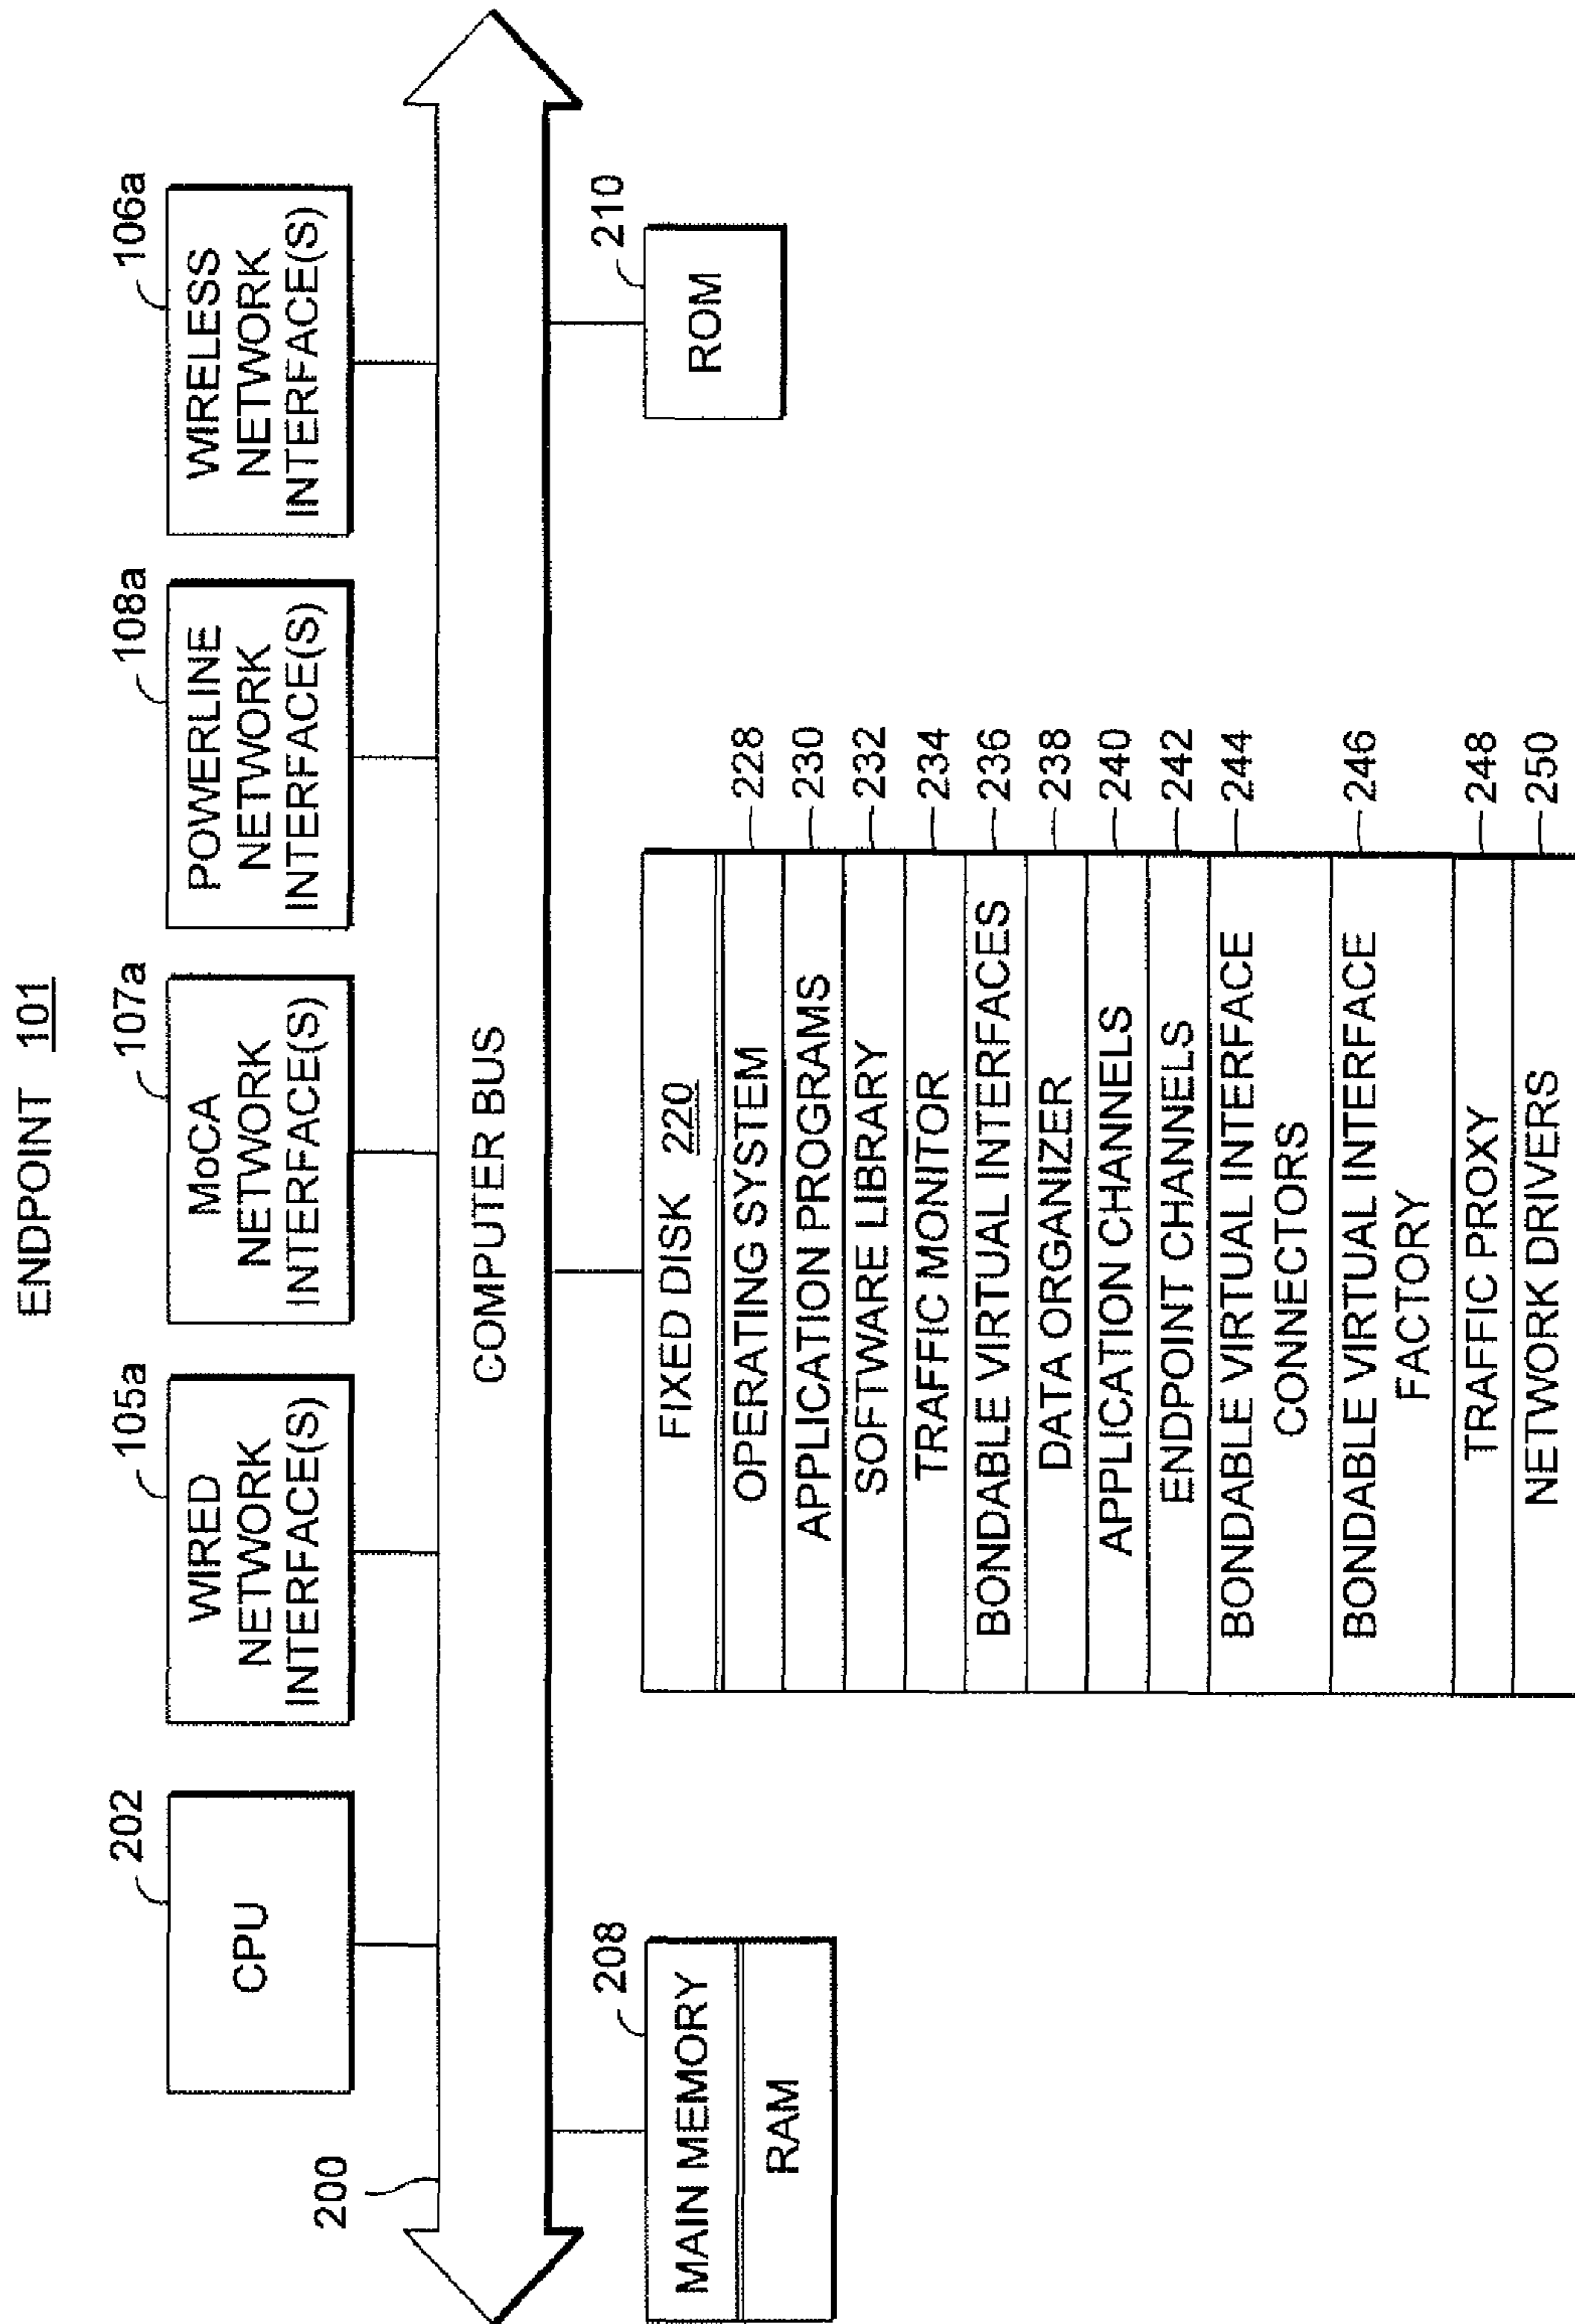 ENDPOINT 101
202
CPU
105a
WIRED
NETWORK
INTERFACE(S)
107a
MoCA
NETWORK
INTERFACE(S)
108a
POWERLINE
NETWORK
INTERFACE(S)
106a
WIRELESS
NETWORK
INTERFACE(S)
200
COMPUTER BUS
208
MAIN MEMORY
RAM
FIXED DISK 220
OPERATING SYSTEM 228
APPLICATION PROGRAMS 230
SOFTWARE LIBRARY 232
TRAFFIC MONITOR 234
BONDABLE VIRTUAL INTERFACES 236
DATA ORGANIZER 238
APPLICATION CHANNELS 240
ENDPOINT CHANNELS 242
BONDABLE VIRTUAL INTERFACE 244
CONNECTORS
BONDABLE VIRTUAL INTERFACE 246
FACTORY
TRAFFIC PROXY 248
NETWORK DRIVERS 250
210
ROM